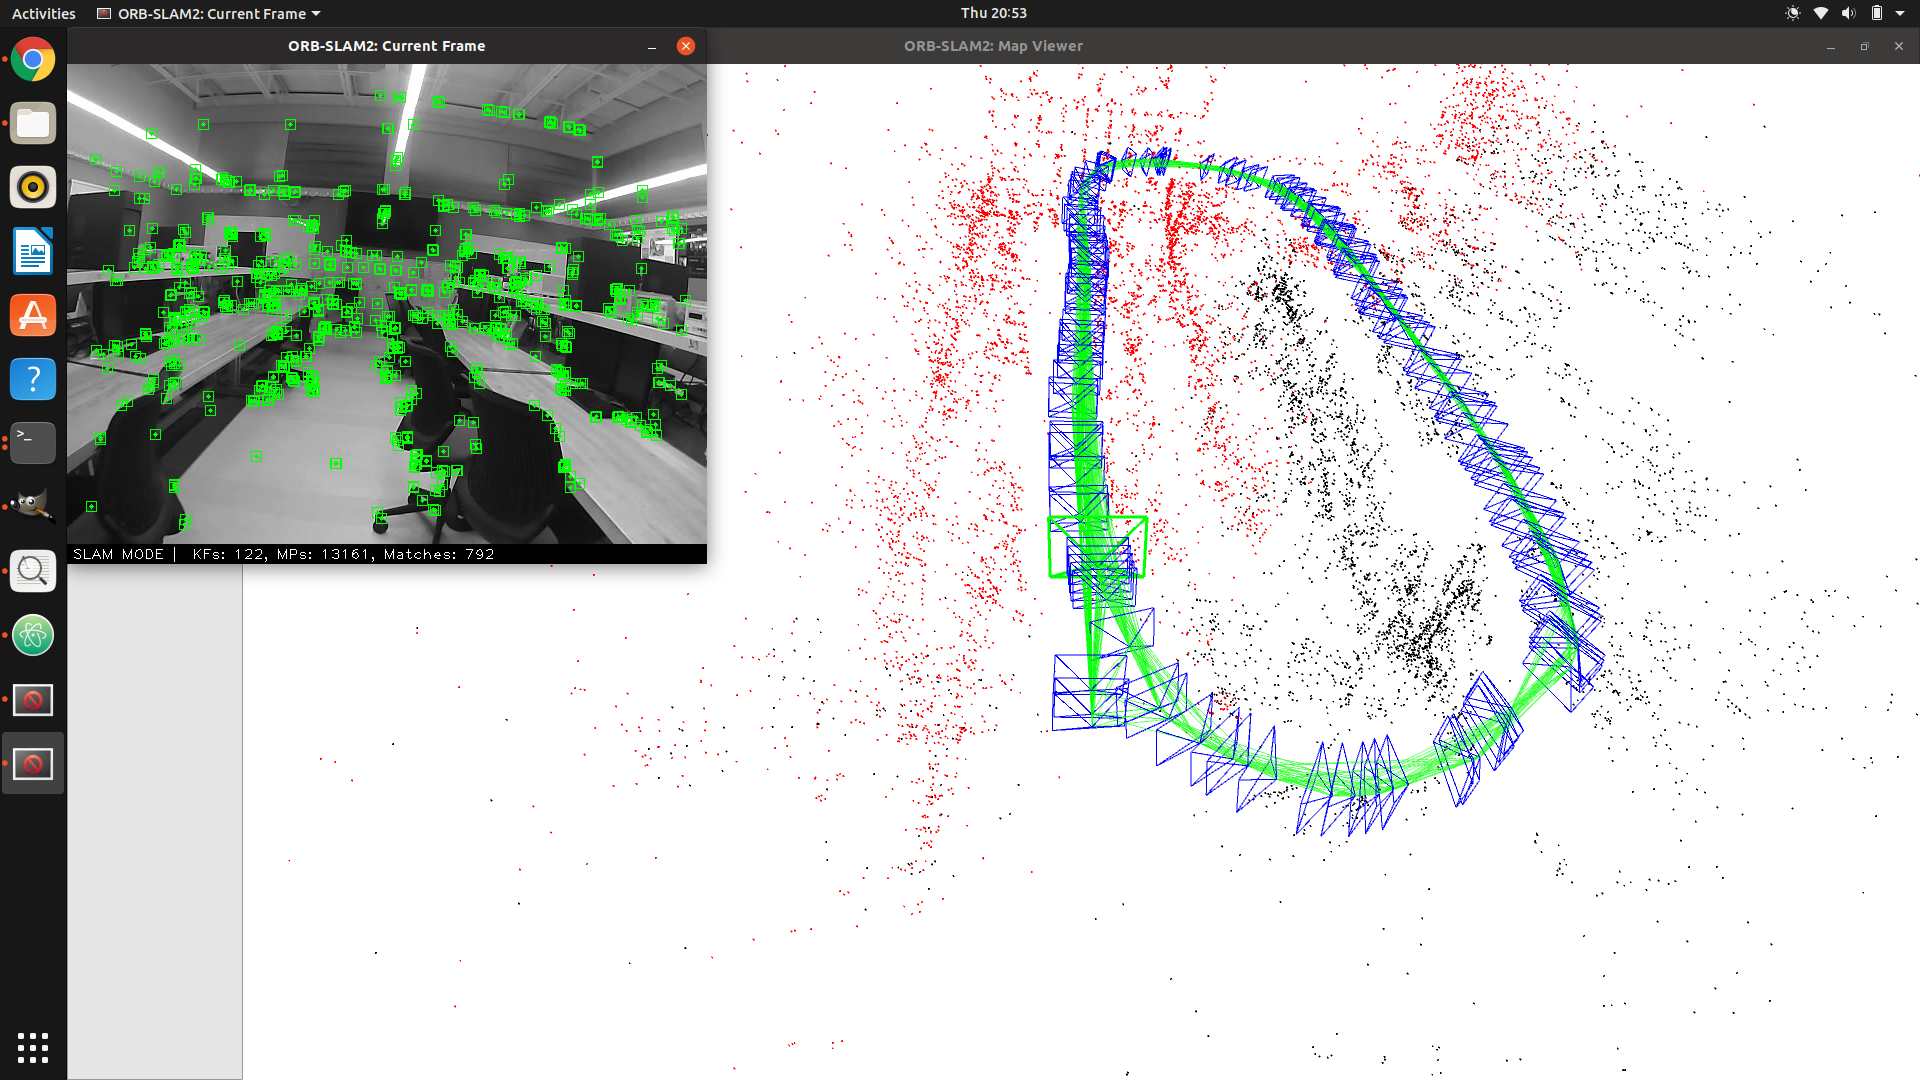 Activities
ORB-SLAM2: Current Frame
Thu 20:53
ORB-SLAM2: Current Frame
ORB-SLAM2: Map Viewer
SLAM MODE | KFs: 122, MPs: 13161, Matches: 792